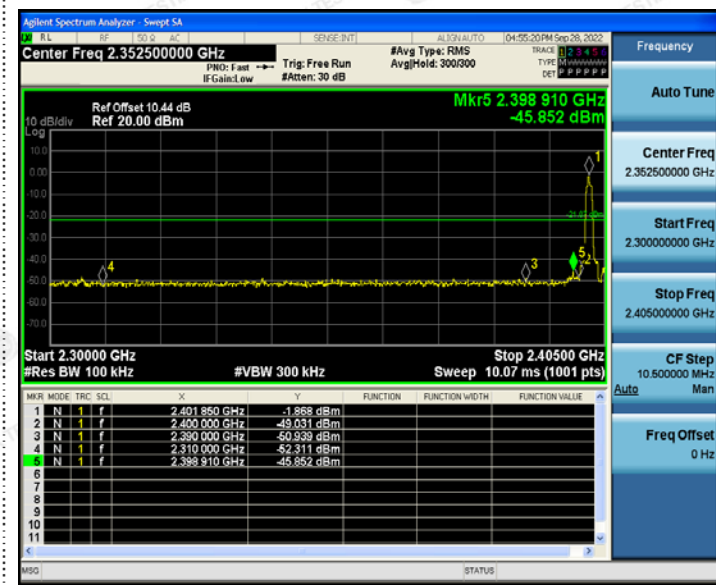 Agilent Spectrum Analyzer - Swept SA
RL RF 50 Ω AC SENSE:INT ALIGN AUTO 04:55:20 PM Sep 28, 2022
Center Freq 2.352500000 GHz
PNO: Fast
IFGain:Low
Trig: Free Run
#Atten: 30 dB
#Avg Type: RMS
Avg|Hold: 300/300
TRACE 1 2 3 4 5 6
TYPE M
DET P P P P P P
Frequency
Auto Tune
Center Freq
2.352500000 GHz
Start Freq
2.300000000 GHz
Stop Freq
2.405000000 GHz
CF Step
10.500000 MHz
Auto Man
Freq Offset
0 Hz
Mkr5 2.398 910 GHz
-45.852 dBm
Ref Offset 10.44 dB
10 dB/div Ref 20.00 dBm
Log
10.0
0.00
-10.0
-20.0
-30.0
-40.0
-50.0
-60.0
-70.0
1
4
3
5
2
Start 2.30000 GHz Stop 2.40500 GHz
#Res BW 100 kHz #VBW 300 kHz Sweep 10.07 ms (1001 pts)
MKR MODE TRC SCL X Y FUNCTION FUNCTION WIDTH FUNCTION VALUE
1 N 1 f 2.401 850 GHz -1.868 dBm
2 N 1 f 2.400 000 GHz -49.031 dBm
3 N 1 f 2.390 000 GHz -50.939 dBm
4 N 1 f 2.310 000 GHz -52.311 dBm
5 N 1 f 2.398 910 GHz -45.852 dBm
6
7
8
9
10
11
MSG STATUS